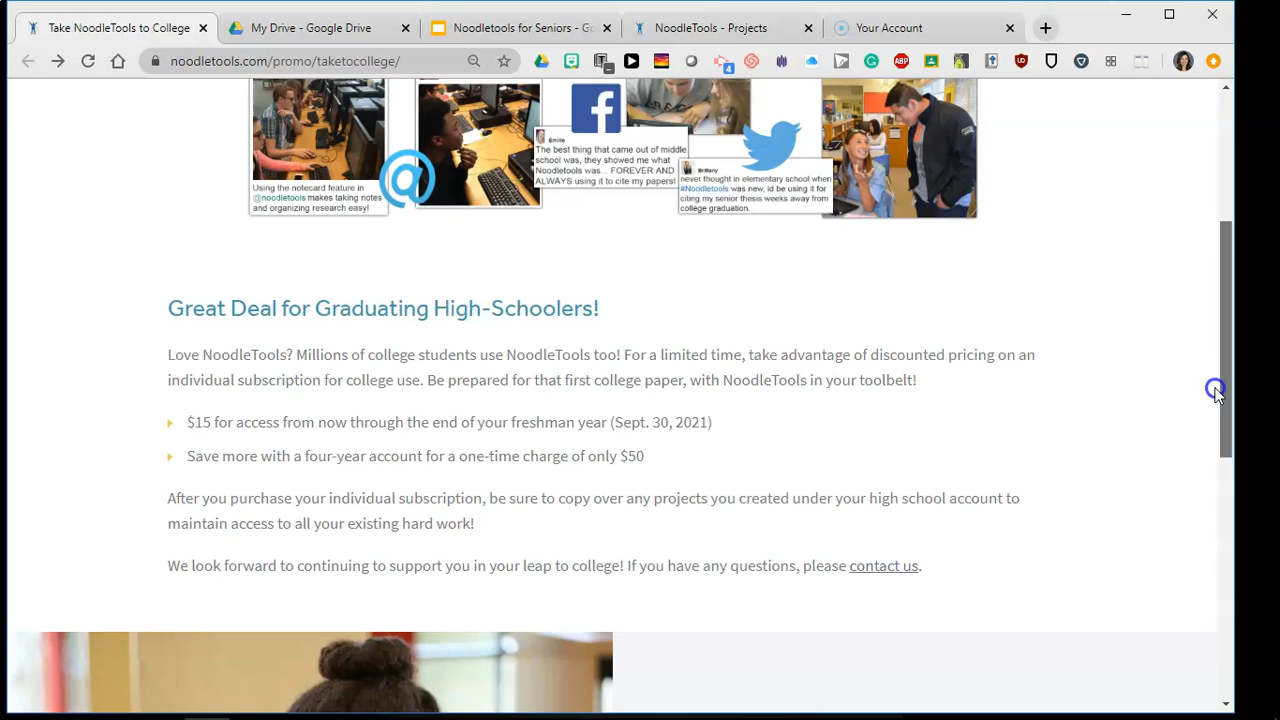 Take NoodleTools to College
My Drive - Google Drive
Noodletools for Seniors - Go
NoodleTools - Projects
Your Account
noodletools.com/promo/taketocollege/
4
ABP
Using the notecard feature in
@noodletools makes taking notes
and organizing research easy!
@
Emilie
The best thing that came out of middle
school was, they showed me what
Noodletools was... FOREVER AND
ALWAYS using it to cite my papers!
Brittany
never thought in elementary school when
#Noodletools was new, id be using it for
citing my senior thesis weeks away from
college graduation.
Great Deal for Graduating High-Schoolers!
Love NoodleTools? Millions of college students use NoodleTools too! For a limited time, take advantage of discounted pricing on an
individual subscription for college use. Be prepared for that first college paper, with NoodleTools in your toolbelt!
$15 for access from now through the end of your freshman year (Sept. 30, 2021)
Save more with a four-year account for a one-time charge of only $50
After you purchase your individual subscription, be sure to copy over any projects you created under your high school account to
maintain access to all your existing hard work!
We look forward to continuing to support you in your leap to college! If you have any questions, please contact us.